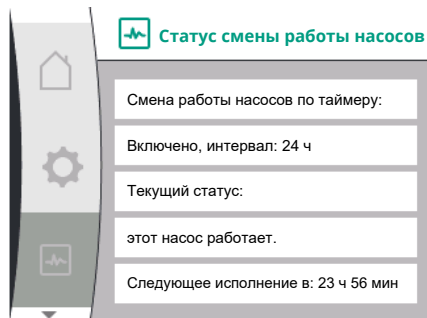 Статус смены работы насосов
Смена работы насосов по таймеру:
Включено, интервал: 24 ч
Текущий статус:
этот насос работает.
Следующее исполнение в: 23 ч 56 мин